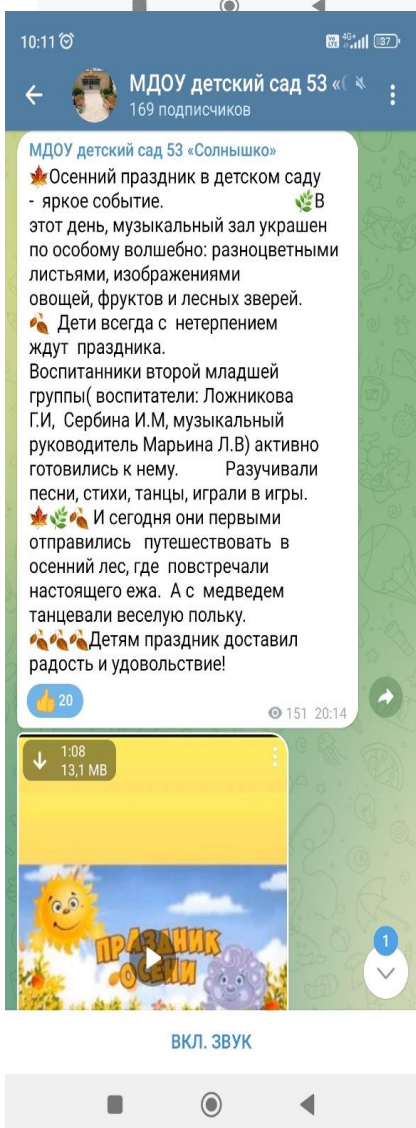 10:11
4G+
37
МДОУ детский сад 53 «(
169 подписчиков
МДОУ детский сад 53 «Солнышко»
🍁Осенний праздник в детском саду
- яркое событие. 🌿В
этот день, музыкальный зал украшен
по особому волшебно: разноцветными
листьями, изображениями
овощей, фруктов и лесных зверей.
🍂 Дети всегда с нетерпением
ждут праздника.
Воспитанники второй младшей
группы( воспитатели: Ложникова
Г.И, Сербина И.М, музыкальный
руководитель Марьина Л.В) активно
готовились к нему. Разучивали
песни, стихи, танцы, играли в игры.
🍁🌿🍂 И сегодня они первыми
отправились путешествовать в
осенний лес, где повстречали
настоящего ежа. А с медведем
танцевали веселую польку.
🍂🍂🍂Детям праздник доставил
радость и удовольствие!
👍 20
151 20:14
1:08
13,1 MB
ПРАЗДНИК
ОСЕНИ
1
ВКЛ. ЗВУК